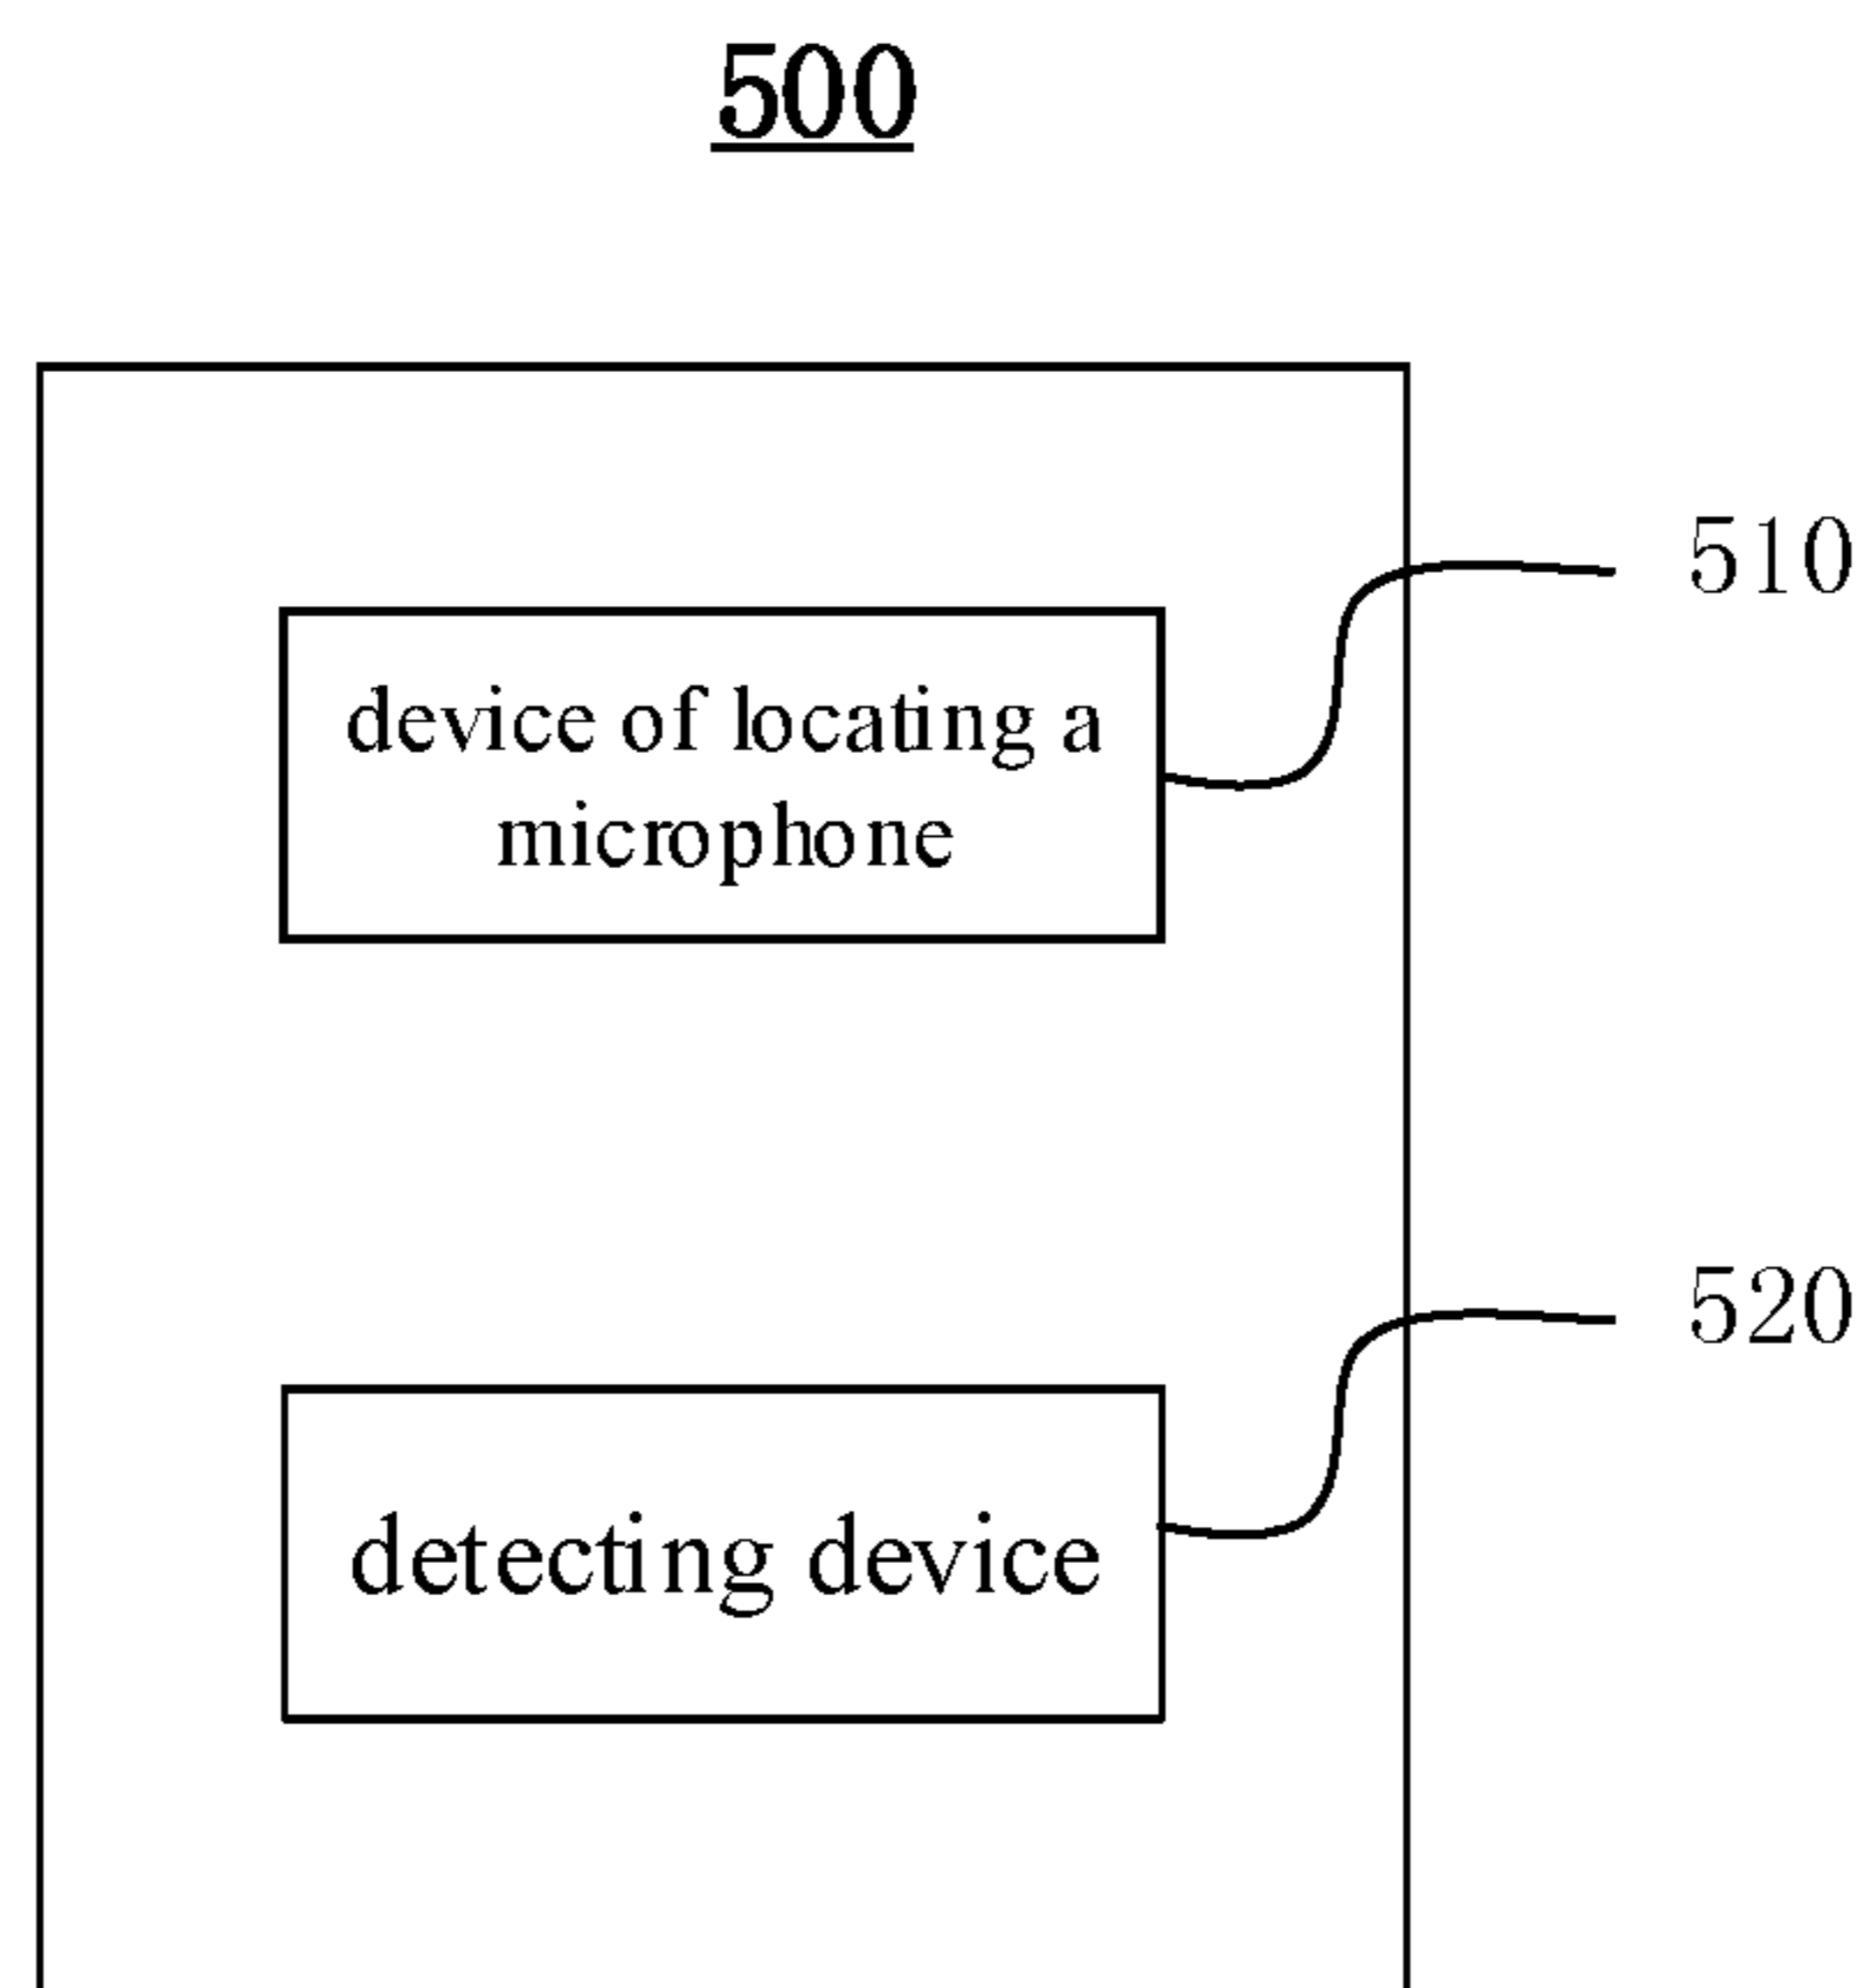 500
510
device of locating a
microphone
520
detecting device